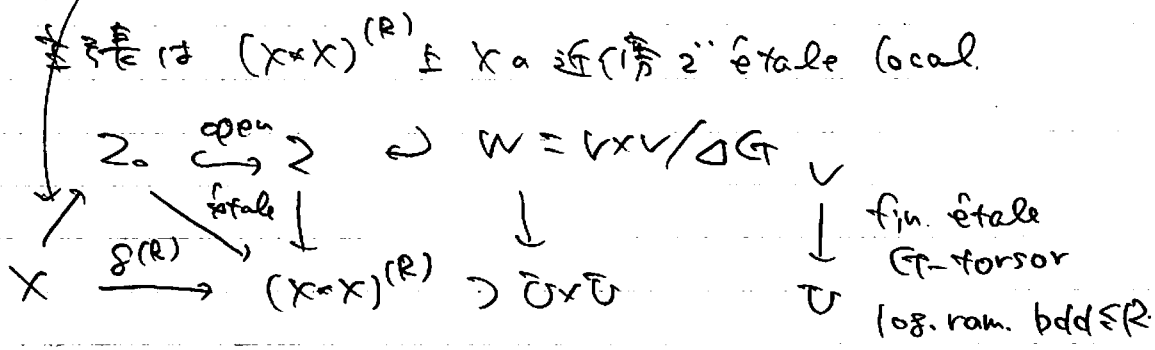 主張は (X*X)^(R) 上 X の 近傍で étale local.
Z₀ open↪ Z ↩ W = V×V/ΔG V
étale ↓ ↓ ↓ fin. étale
G-torsor
X δ^(R)→ (X*X)^(R) ⊃ U×U U
log. ram. bdd ≤ R.